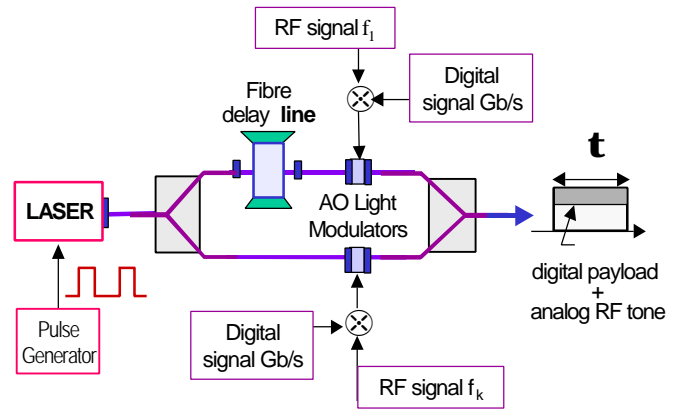 RF signal f1
Digital
signal Gb/s
Fibre
delay line
LASER
AO Light
Modulators
t
digital payload
+
analog RF tone
Pulse
Generator
Digital
signal Gb/s
RF signal fk